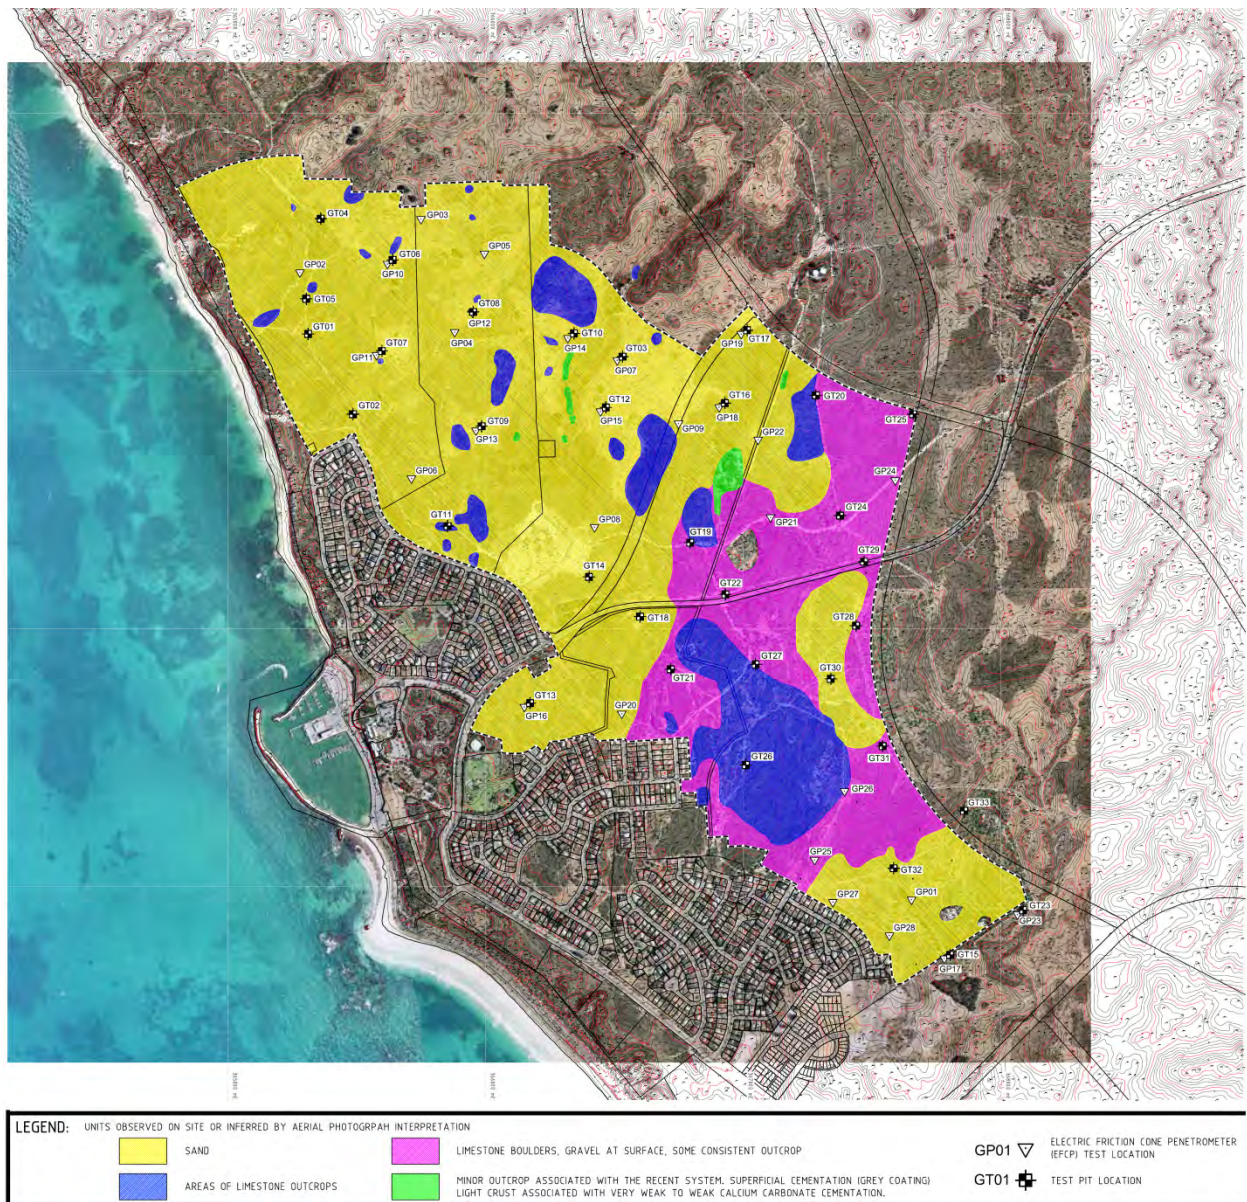 GT04
GP03
GP05
GT06
GP10
GP02
GT05
GT08
GP12
GT01
GP04
GT10
GP14
GP19
GT17
GT07
GP11
GT03
GP07
GT20
GT02
GT12
GP15
GT16
GP18
GT25
GT09
GP13
GP09
GP22
GP06
GP24
GT11
GP08
GP21
GT24
GT19
GT29
GT14
GT22
GT18
GT28
GT27
GT21
GT30
GT13
GP16
GP20
GT31
GT26
GP26
GT33
GP25
GT32
GP27
GP01
GT23
GP23
GP28
GT15
GP17
LEGEND: UNITS OBSERVED ON SITE OR INFERRED BY AERIAL PHOTOGRPAH INTERPRETATION
SAND
LIMESTONE BOULDERS, GRAVEL AT SURFACE, SOME CONSISTENT OUTCROP
GP01 ELECTRIC FRICTION CONE PENETROMETER
(EFCP) TEST LOCATION
AREAS OF LIMESTONE OUTCROPS
MINOR OUTCROP ASSOCIATED WITH THE RECENT SYSTEM. SUPERFICIAL CEMENTATION (GREY COATING)
LIGHT CRUST ASSOCIATED WITH VERY WEAK TO WEAK CALCIUM CARBONATE CEMENTATION.
GT01 TEST PIT LOCATION